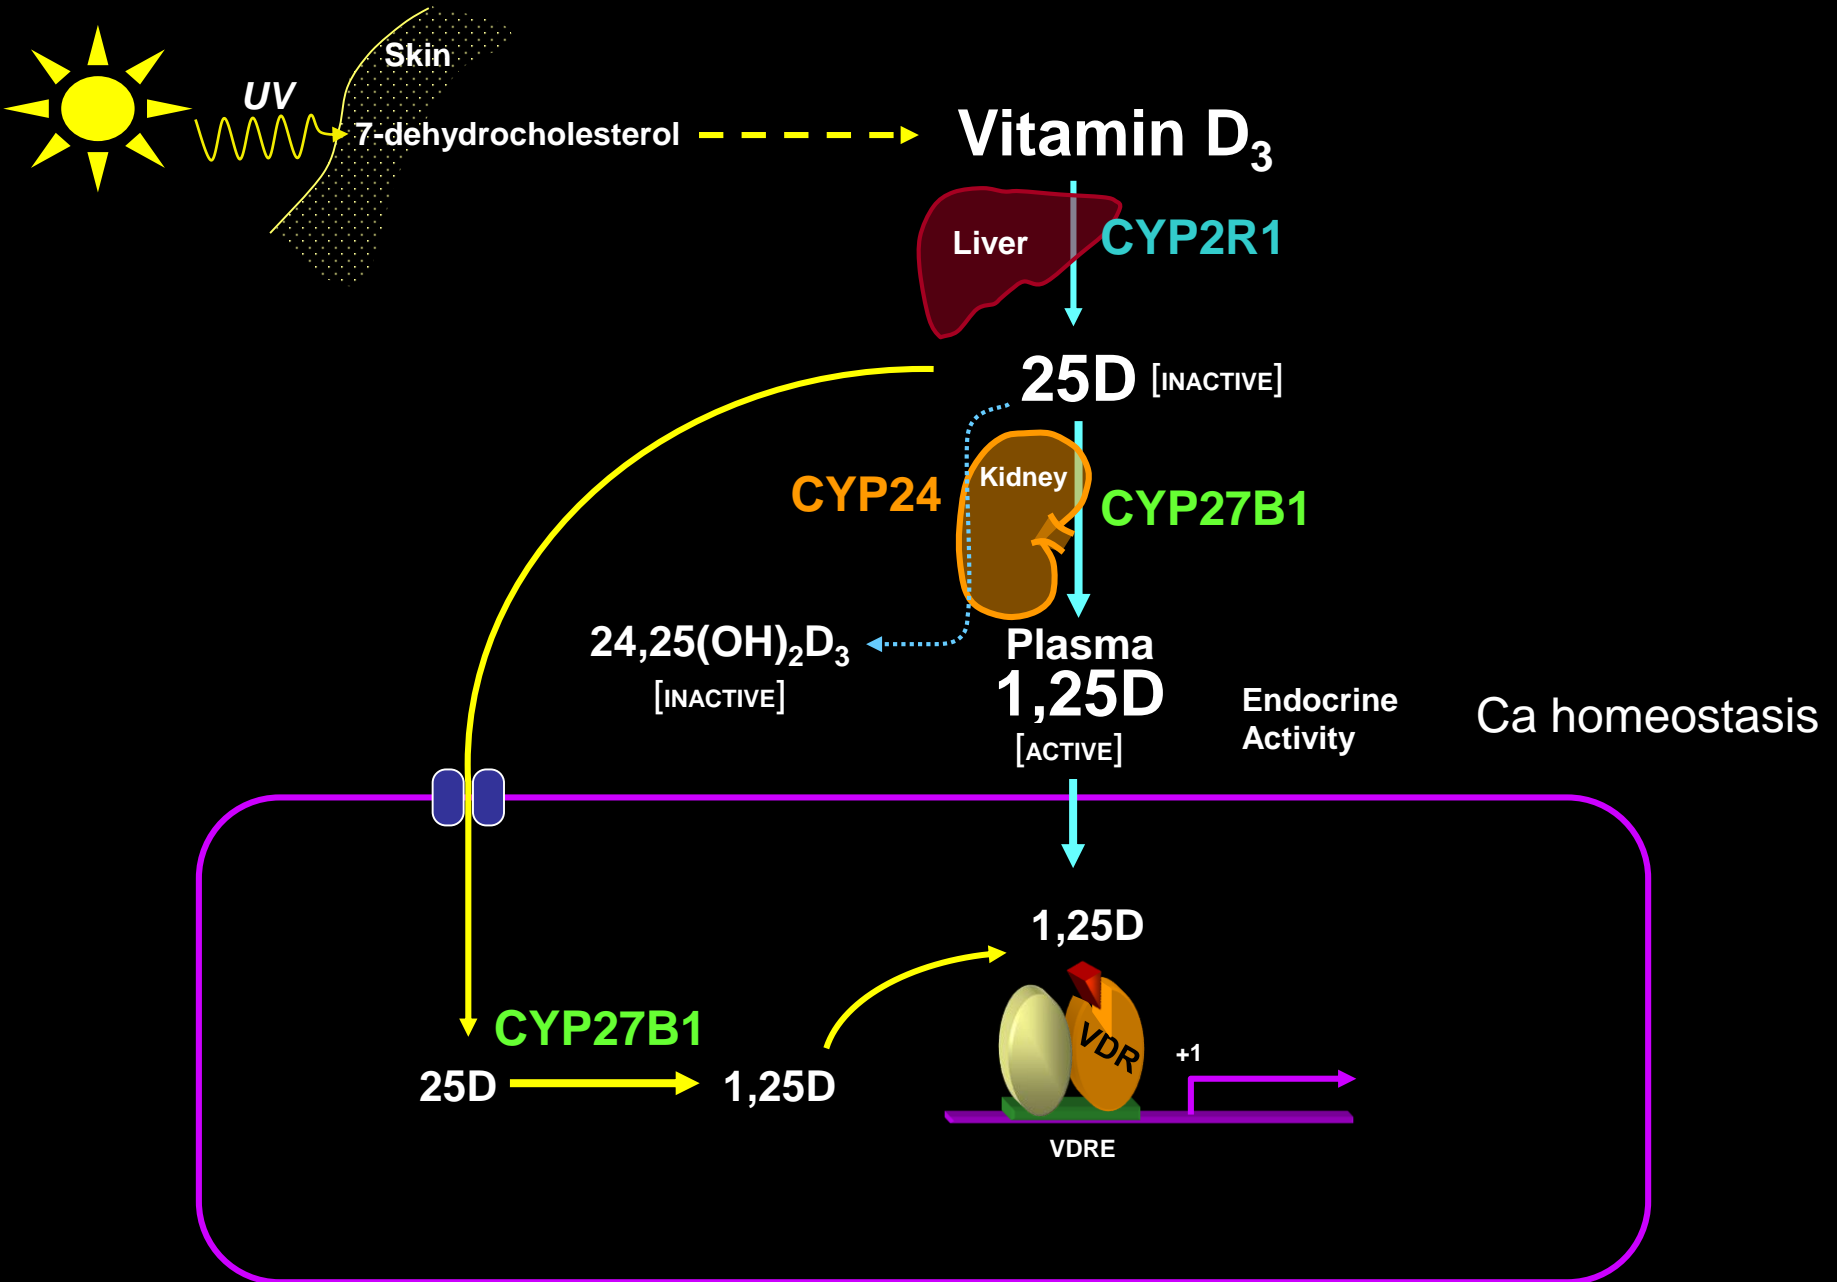 Skin
UV
7-dehydrocholesterol
Vitamin D₃
Liver
CYP2R1
25D [INACTIVE]
Kidney
CYP24
CYP27B1
24,25(OH)₂D₃
[INACTIVE]
Plasma
1,25D
[ACTIVE]
Endocrine
Activity
Ca homeostasis
1,25D
CYP27B1
25D
1,25D
VDR
+1
VDRE